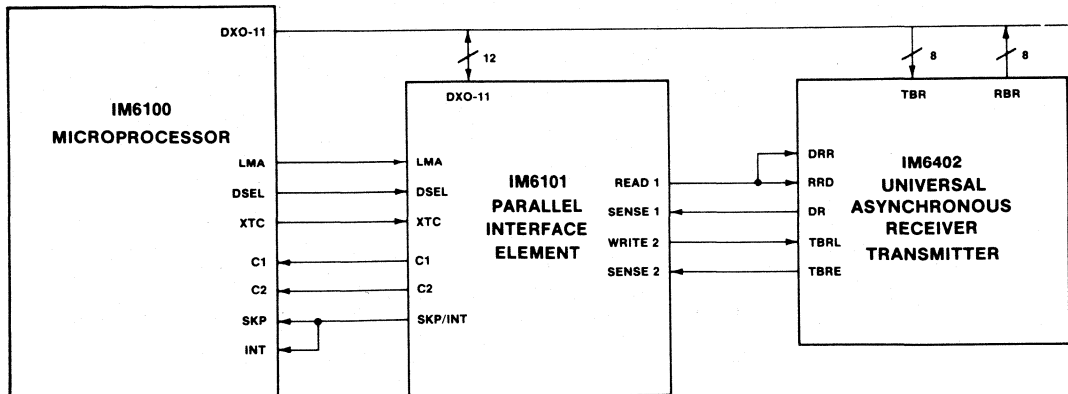 DXO-11
12
8
8
DXO-11
TBR
RBR
IM6100
MICROPROCESSOR
LMA
DSEL
XTC
C1
C2
SKP
INT
LMA
DSEL
XTC
C1
C2
SKP/INT
IM6101
PARALLEL
INTERFACE
ELEMENT
READ 1
SENSE 1
WRITE 2
SENSE 2
DRR
RRD
DR
TBRL
TBRE
IM6402
UNIVERSAL
ASYNCHRONOUS
RECEIVER
TRANSMITTER